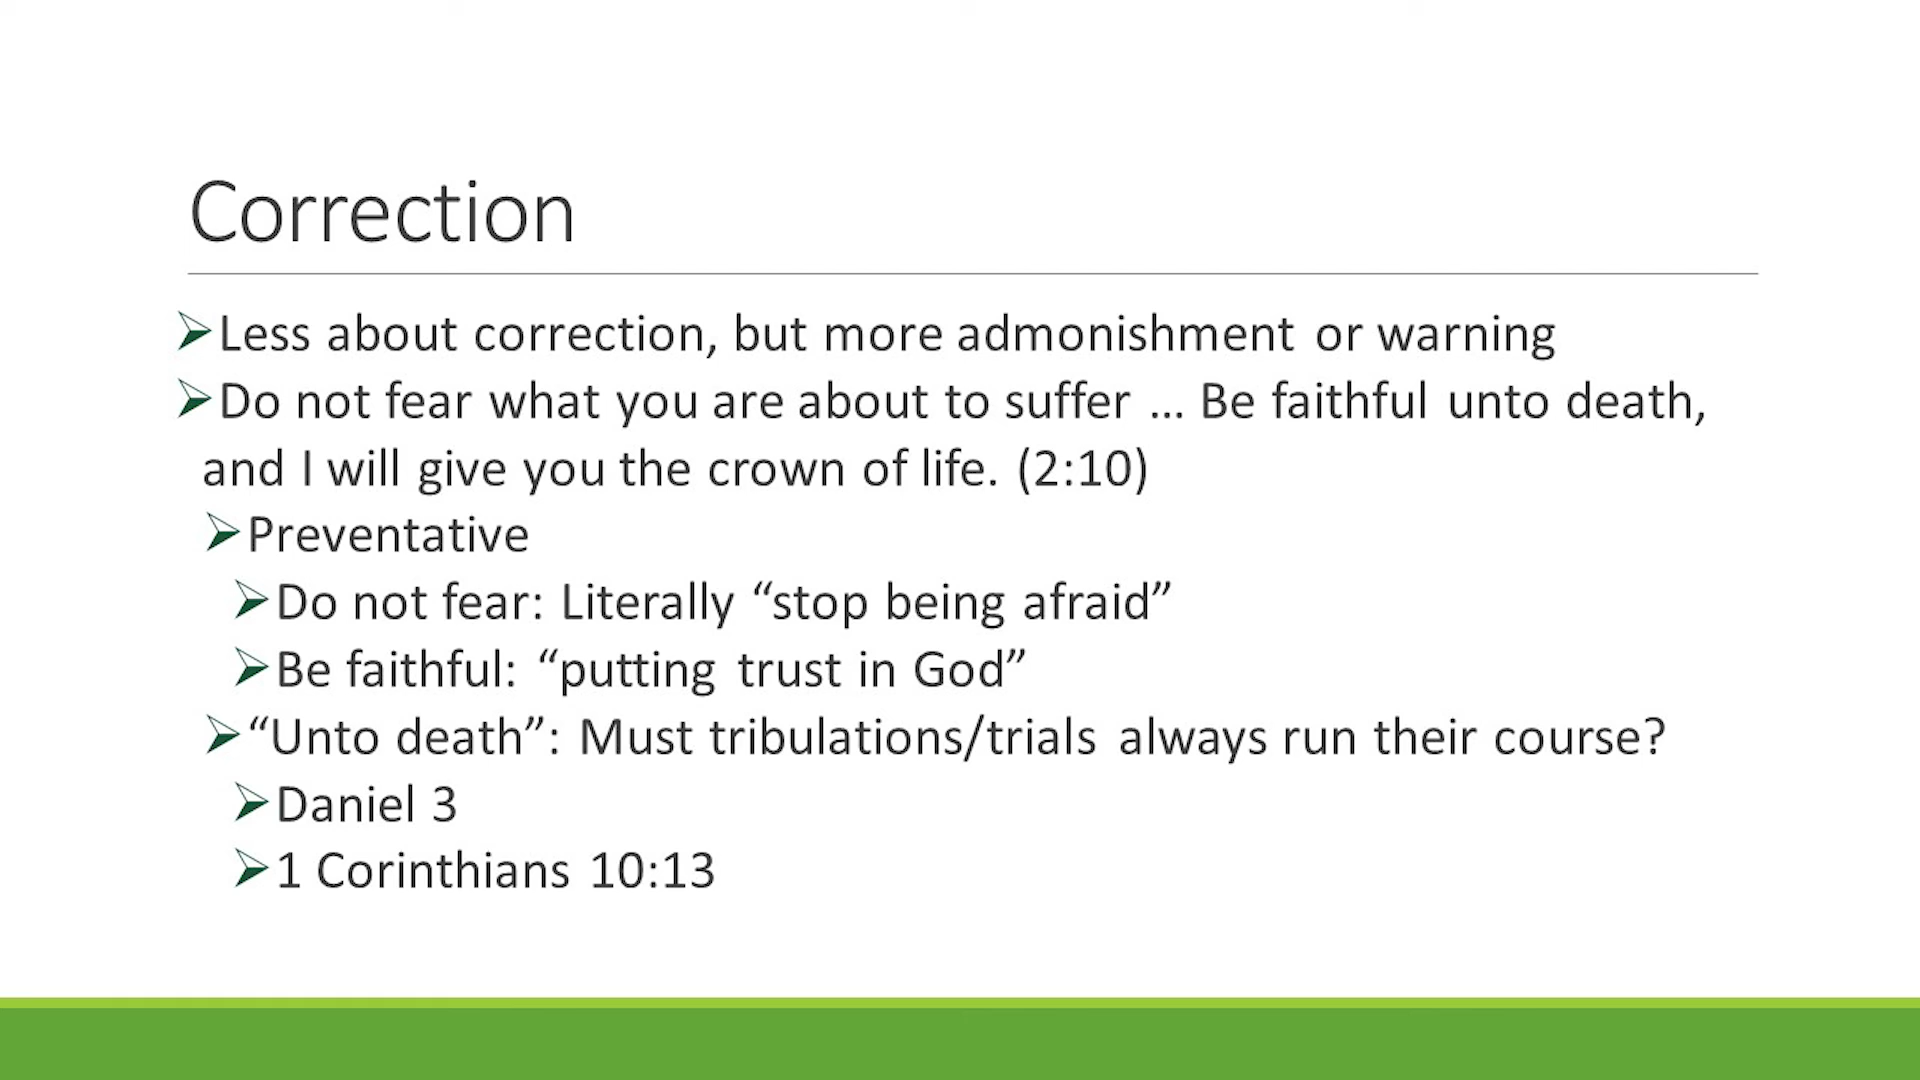 Correction
Less about correction, but more admonishment or warning
Do not fear what you are about to suffer … Be faithful unto death,
and I will give you the crown of life. (2:10)
Preventative
Do not fear: Literally “stop being afraid”
Be faithful: “putting trust in God”
“Unto death”: Must tribulations/trials always run their course?
Daniel 3
1 Corinthians 10:13